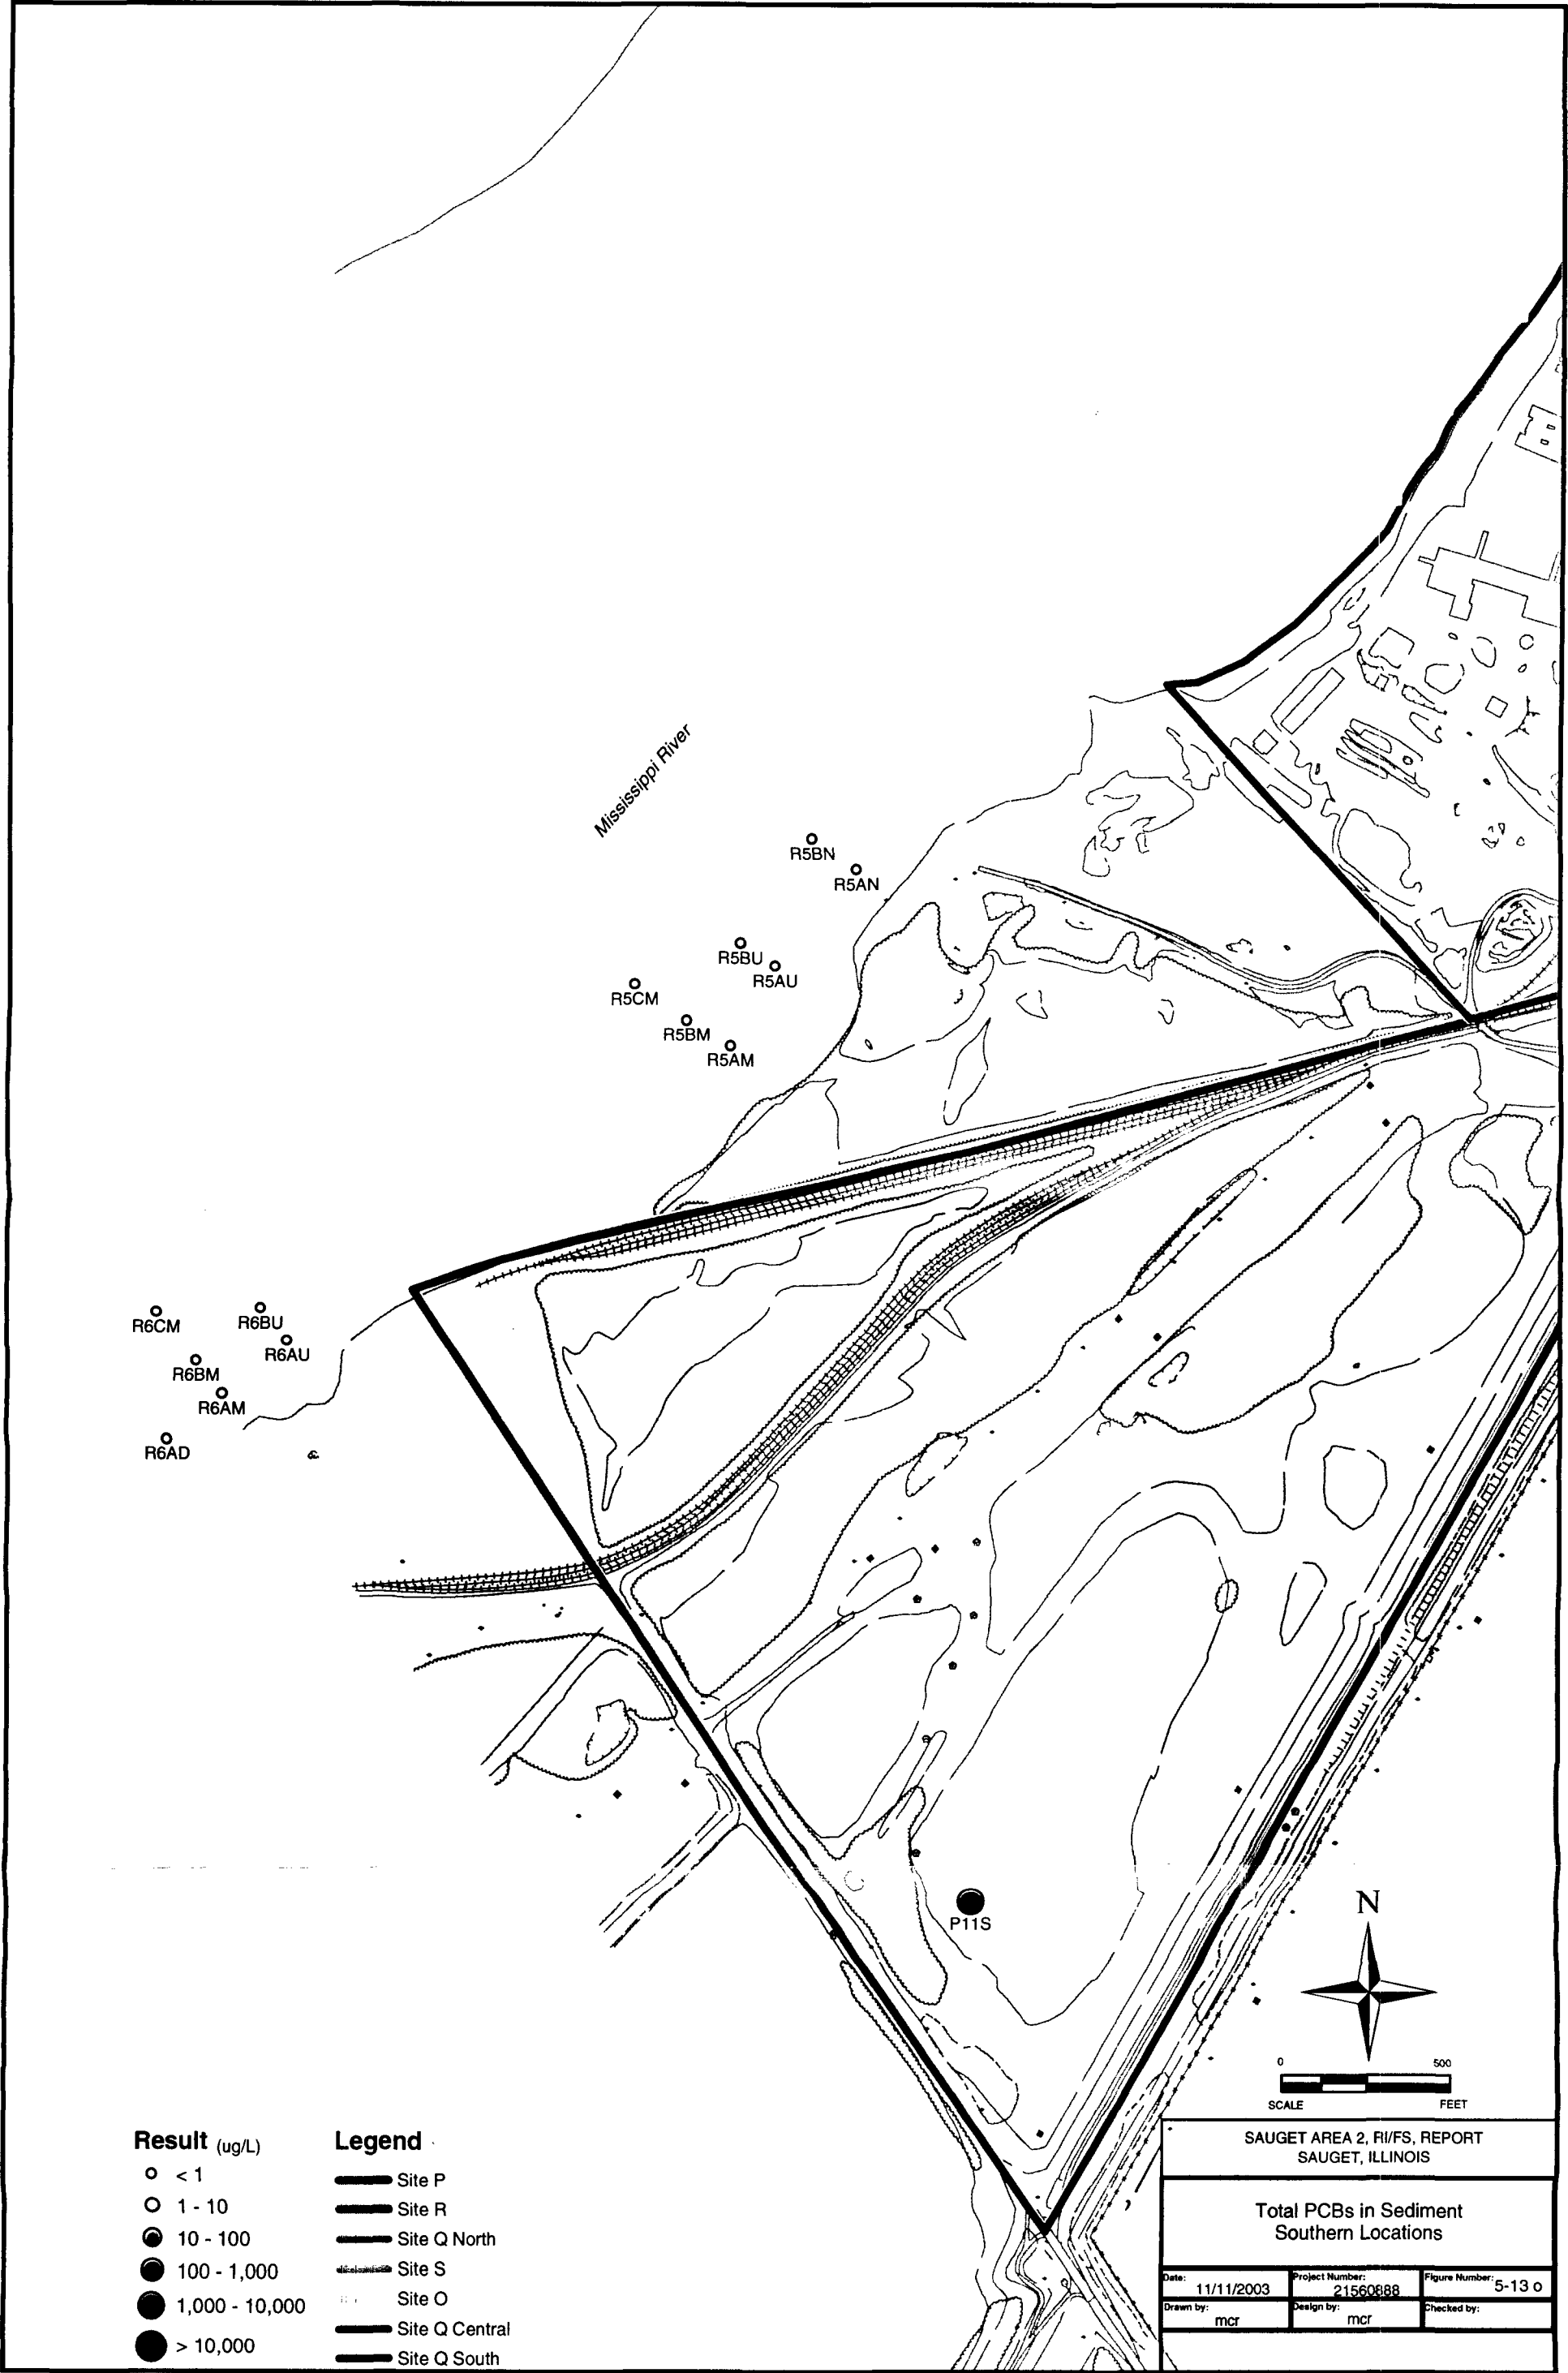 Mississippi River
R5BN
R5AN
R5BU
R5AU
R5CM
R5BM
R5AM
R6CM
R6BU
R6AU
R6BM
R6AM
R6AD
P11S
N
0 500
SCALE FEET
Result (ug/L)
< 1
1 - 10
10 - 100
100 - 1,000
1,000 - 10,000
> 10,000
Legend
Site P
Site R
Site Q North
Site S
Site O
Site Q Central
Site Q South
SAUGET AREA 2, RI/FS, REPORT
SAUGET, ILLINOIS
Total PCBs in Sediment
Southern Locations
Date: 11/11/2003
Project Number: 21560888
Figure Number: 5-13 o
Drawn by: mcr
Design by: mcr
Checked by: